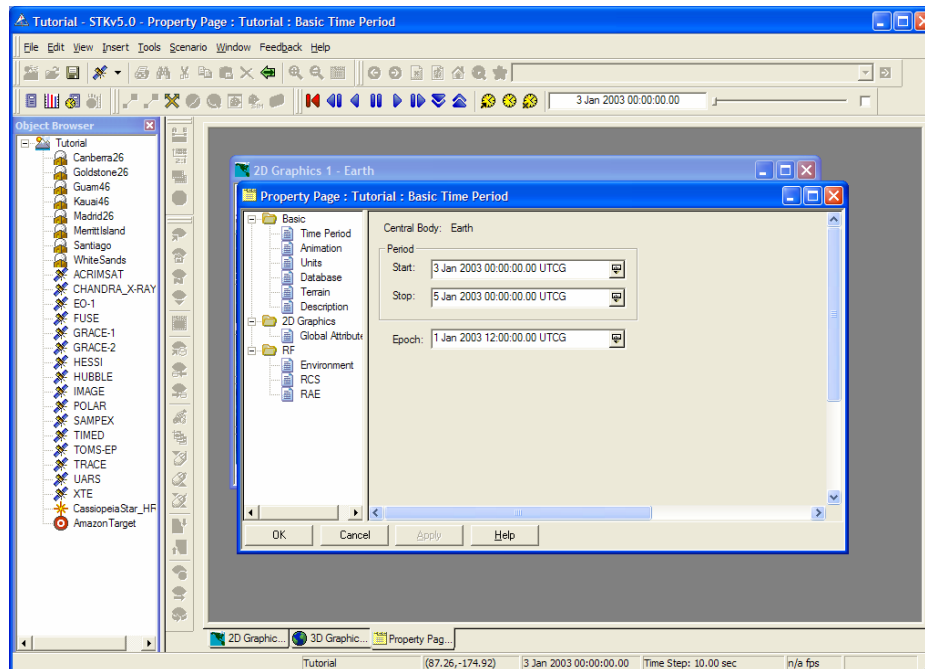 Tutorial - STKv5.0 - Property Page : Tutorial : Basic Time Period
File Edit View Insert Tools Scenario Window Feedback Help
3 Jan 2003 00:00:00.00
Object Browser
Tutorial
Canberra26
Goldstone26
Guam46
Kauai46
Madrid26
MerrittIsland
Santiago
WhiteSands
ACRIMSAT
CHANDRA_X-RAY
EO-1
FUSE
GRACE-1
GRACE-2
HESSI
HUBBLE
IMAGE
POLAR
SAMPEX
TIMED
TOMS-EP
TRACE
UARS
XTE
CassiopeiaStar_HF
AmazonTarget
2D Graphics 1 - Earth
Property Page : Tutorial : Basic Time Period
Basic
Time Period
Animation
Units
Database
Terrain
Description
2D Graphics
Global Attribute
RF
Environment
RCS
RAE
Central Body: Earth
Period
Start: 3 Jan 2003 00:00:00.00 UTCG
Stop: 5 Jan 2003 00:00:00.00 UTCG
Epoch: 1 Jan 2003 12:00:00.00 UTCG
OK Cancel Apply Help
2D Graphic... 3D Graphic... Property Pag...
Tutorial (87.26,-174.92) 3 Jan 2003 00:00:00.00 Time Step: 10.00 sec n/a fps